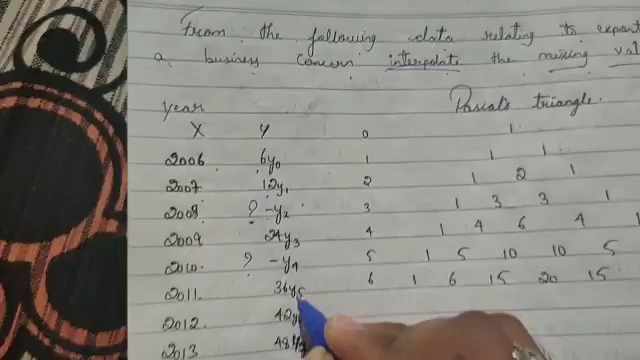 From the following data relating to export
a business concern interpolate the missing val
year Pascal's triangle.
X Y 0 1
2006 6y0 1 1 1
2007 12y1 2 1 2 1
2008 ? -y2 3 1 3 3 1
2009 24y3 4 1 4 6 4 1
2010. ? -y4 5 1 5 10 10 5
2011. 36y5 6 1 6 15 20 15
2012. 42y
2013 48y